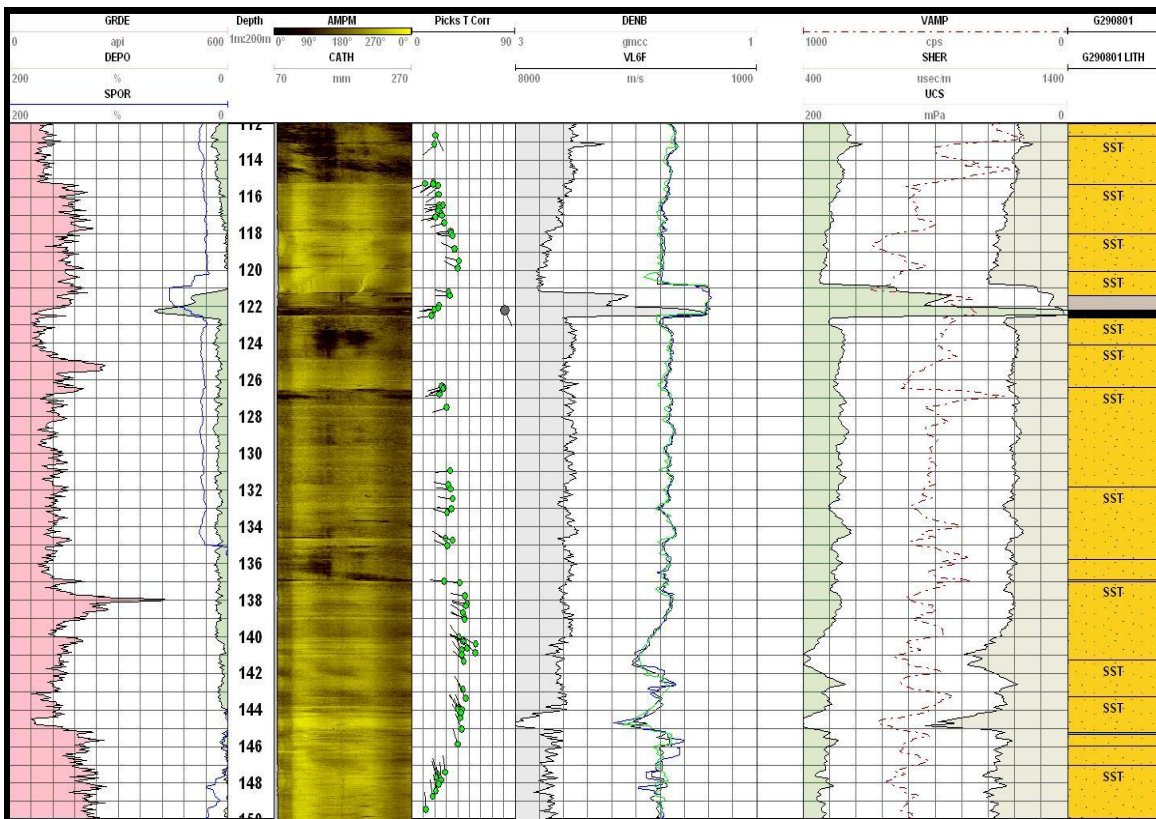 GRDE Depth AMPM Picks T Corr DENB VAMP G290801
0 api 600 1m:200m 0° 90° 180° 270° 0° 0 90 3 gmcc 1 1000 cps 0
DEPO CATH VL6F SHER G290801 LITH
200 % 0 70 mm 270 8000 m/s 1000 400 usec/m 1400
SPOR UCS
200 % 0 200 mPa 0
112
SST
114
116 SST
118 SST
120 SST
122
SST
124 SST
126
SST
128
130
132 SST
134
136
138 SST
140
142 SST
144 SST
146
148 SST
150